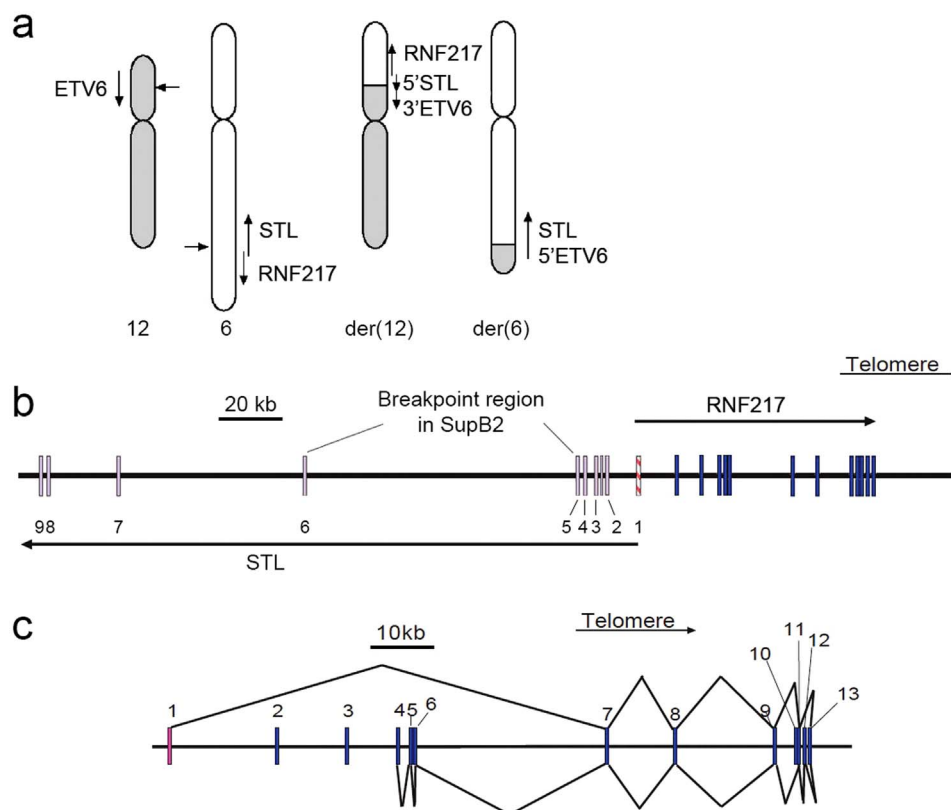 a
ETV6
STL
RNF217
RNF217
5'STL
3'ETV6
STL
5'ETV6
12 6 der(12) der(6)
b
Telomere
20 kb
Breakpoint region
in SupB2
RNF217
98 7 6 5 4 3 2 1
STL
c
10kb
Telomere
1 2 3 45 6 7 8 9 10 11 12 13